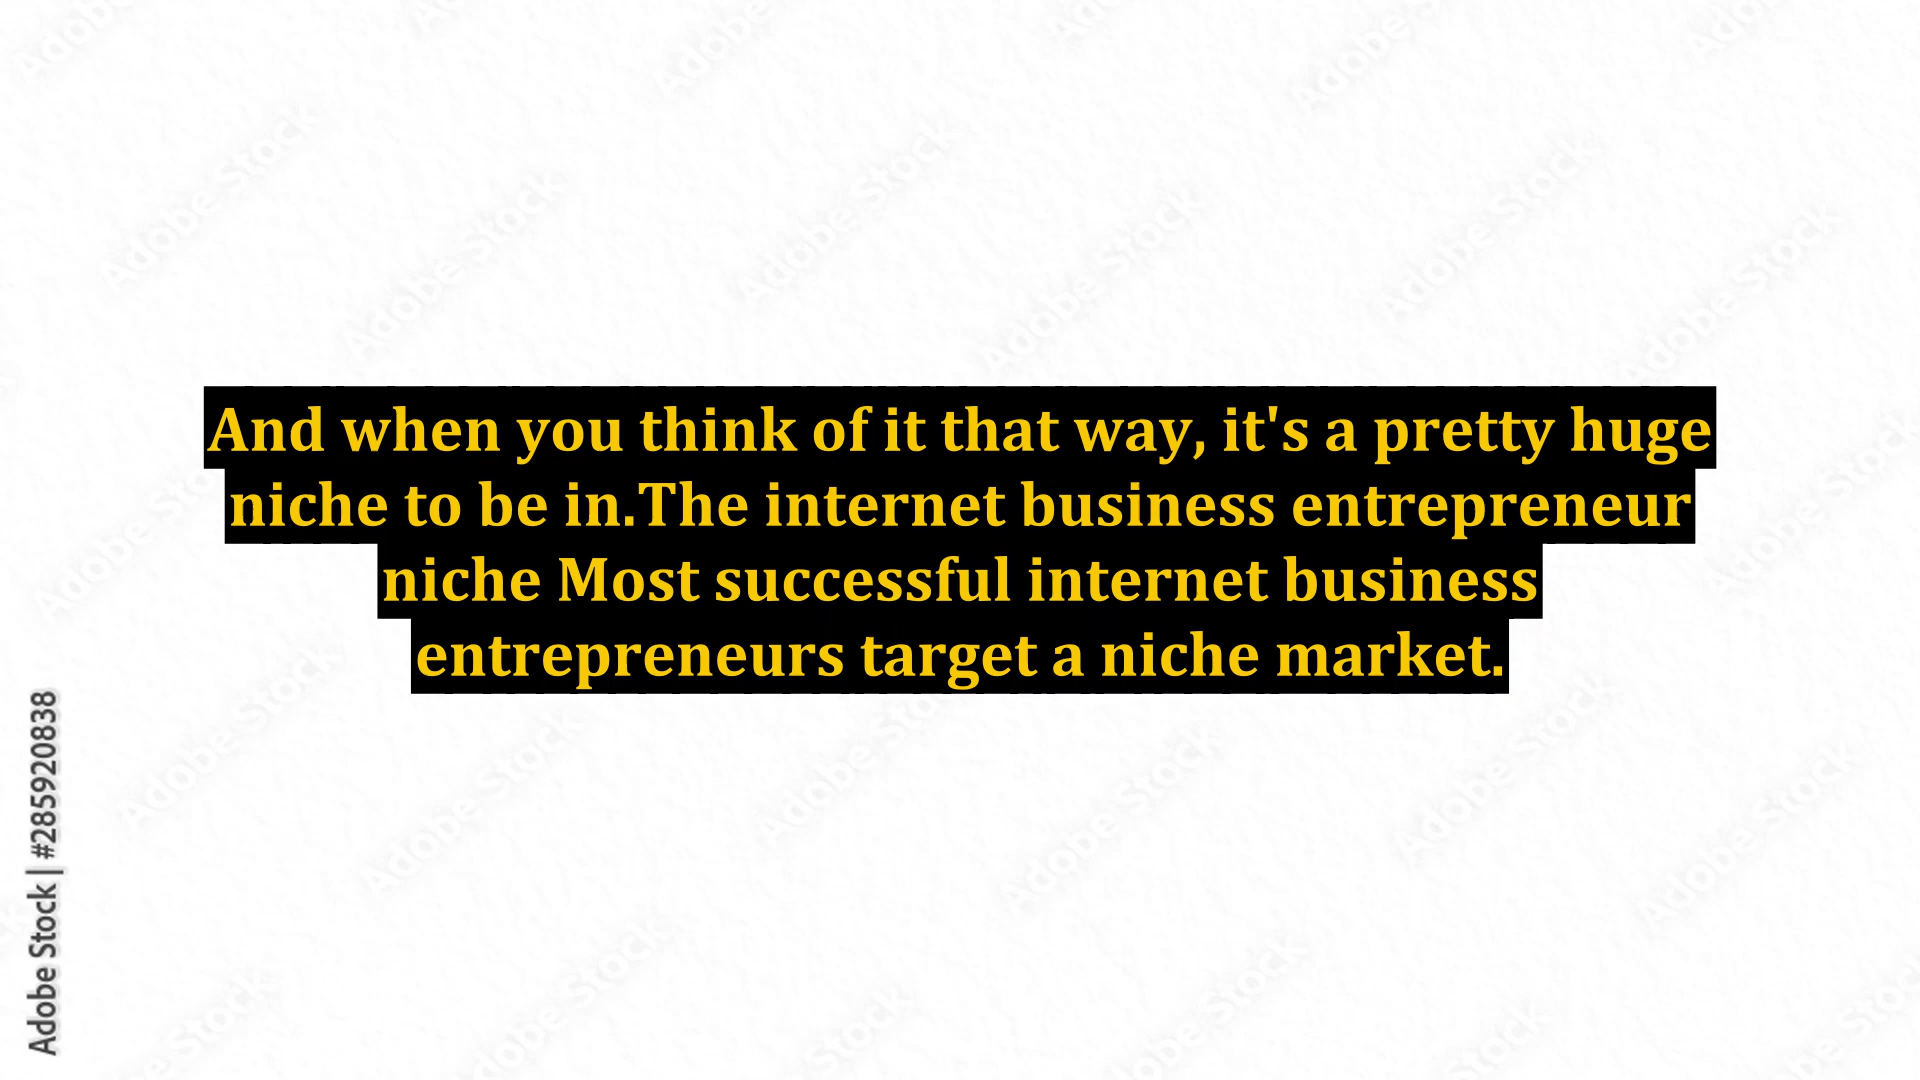 And when you think of it that way, it's a pretty huge
niche to be in.The internet business entrepreneur
niche Most successful internet business
entrepreneurs target a niche market.
Adobe Stock | #285920838